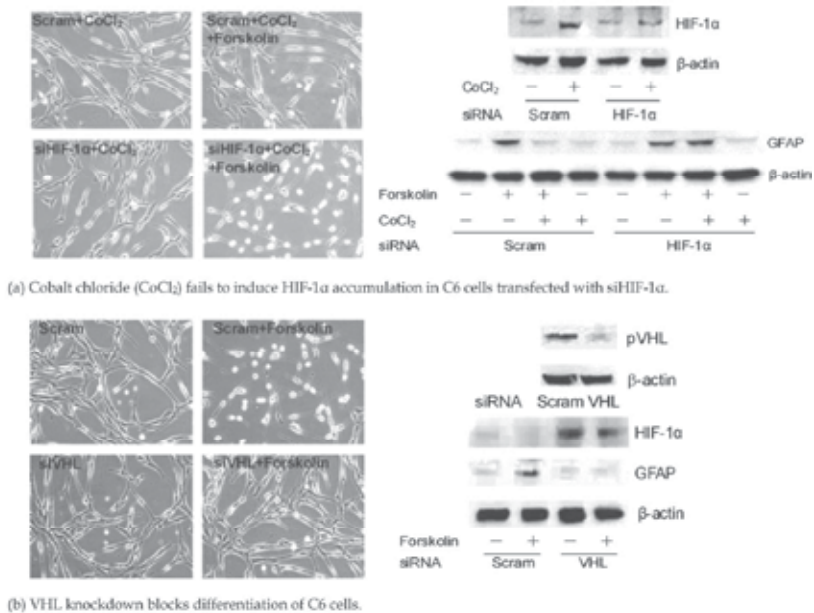 Scram+CoCl₂
Scram+CoCl₂
+Forskolin
siHIF-1α+CoCl₂
siHIF-1α+CoCl₂
+Forskolin
HIF-1α
β-actin
CoCl₂ − + − +
siRNA Scram HIF-1α
GFAP
β-actin
Forskolin − + + − − + + −
CoCl₂ − − + + − − + +
siRNA Scram HIF-1α
(a) Cobalt chloride (CoCl₂) fails to induce HIF-1α accumulation in C6 cells transfected with siHIF-1α.
Scram
Scram+Forskolin
siVHL
siVHL+Forskolin
pVHL
β-actin
siRNA Scram VHL
HIF-1α
GFAP
β-actin
Forskolin − + − +
siRNA Scram VHL
(b) VHL knockdown blocks differentiation of C6 cells.